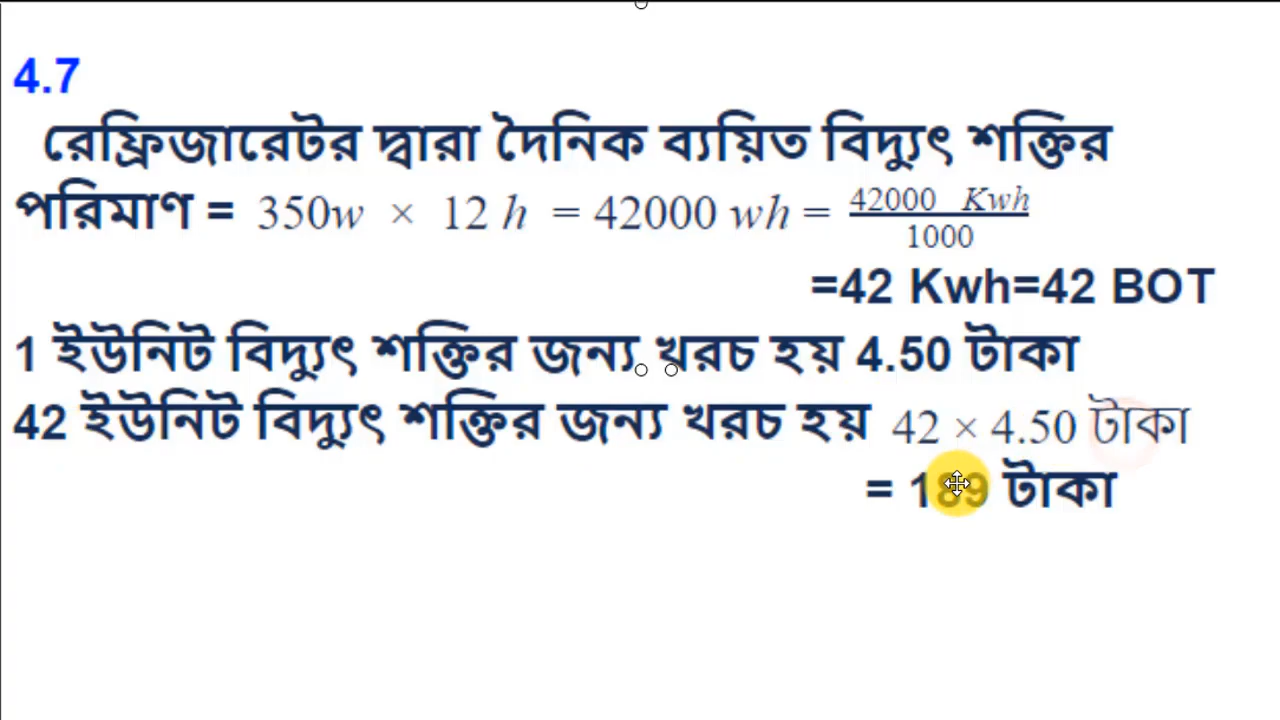 4.7
রেফ্রিজারেটর দ্বারা দৈনিক ব্যয়িত বিদ্যুৎ শক্তির
পরিমাণ = 350w × 12 h = 42000 wh = 42000 Kwh / 1000
=42 Kwh=42 BOT
1 ইউনিট বিদ্যুৎ শক্তির জন্য খরচ হয় 4.50 টাকা
42 ইউনিট বিদ্যুৎ শক্তির জন্য খরচ হয় 42 × 4.50 টাকা
= 189 টাকা